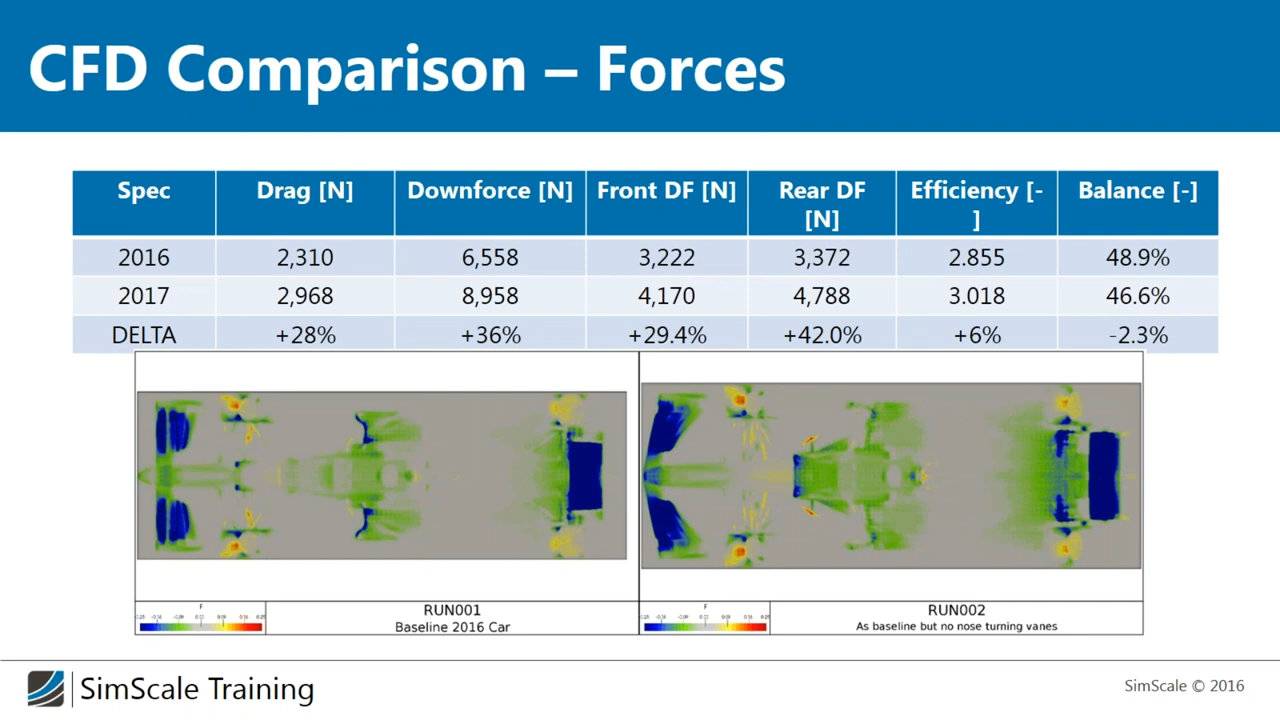 CFD Comparison – Forces
Spec Drag [N] Downforce [N] Front DF [N] Rear DF [N] Efficiency [-] Balance [-]
2016 2,310 6,558 3,222 3,372 2.855 48.9%
2017 2,968 8,958 4,170 4,788 3.018 46.6%
DELTA +28% +36% +29.4% +42.0% +6% -2.3%
RUN001
Baseline 2016 Car
RUN002
As baseline but no nose turning vanes
SimScale Training
SimScale © 2016